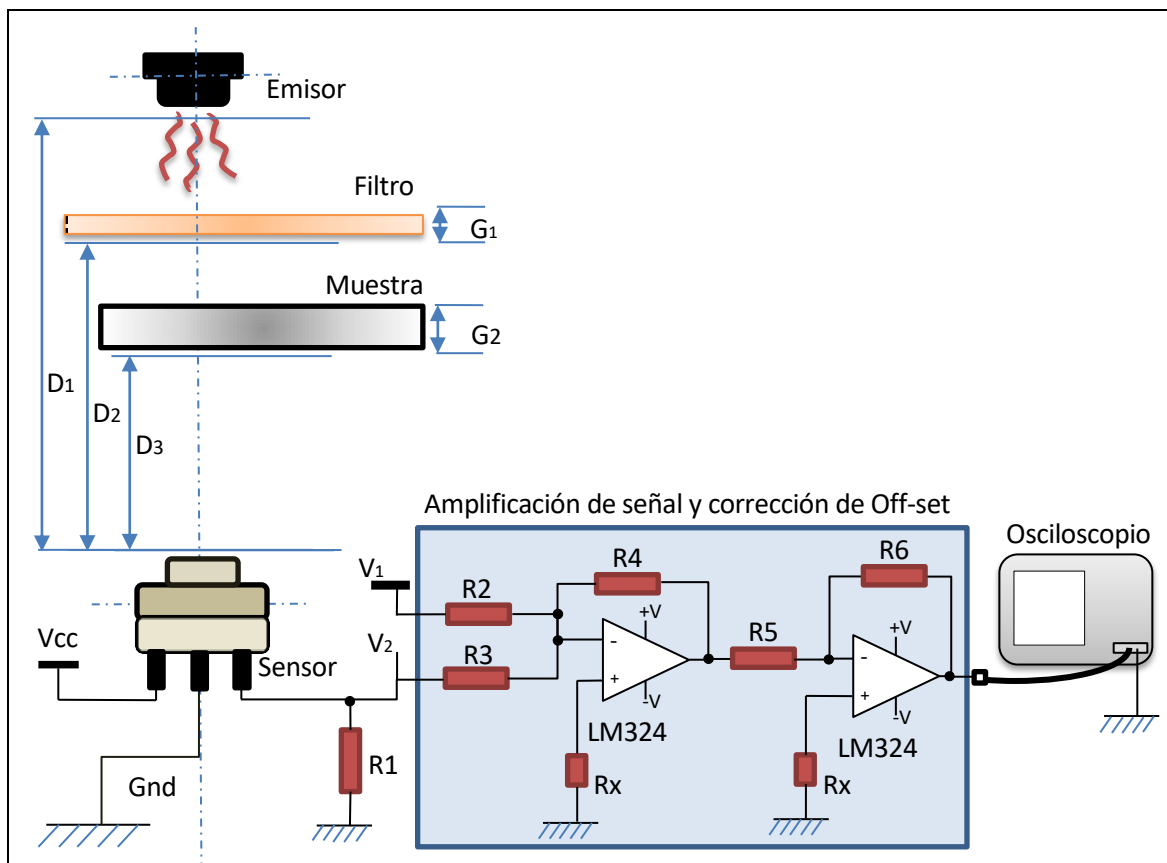 Emisor
Filtro
G1
Muestra
G2
D1
D2
D3
Amplificación de señal y corrección de Off-set
Osciloscopio
V1
R2
R4
R6
+V
+V
Vcc
V2
R3
R5
-
+
-
+
Sensor
-V
-V
LM324
LM324
R1
Rx
Rx
Gnd